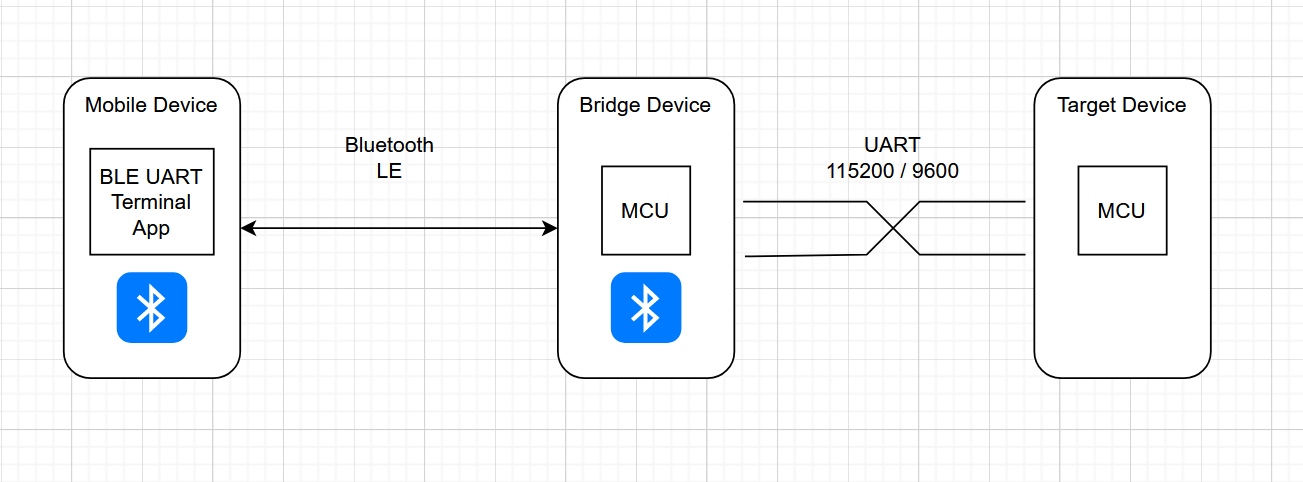 Mobile Device
BLE UART
Terminal
App
Bluetooth
LE
Bridge Device
MCU
UART
115200 / 9600
Target Device
MCU